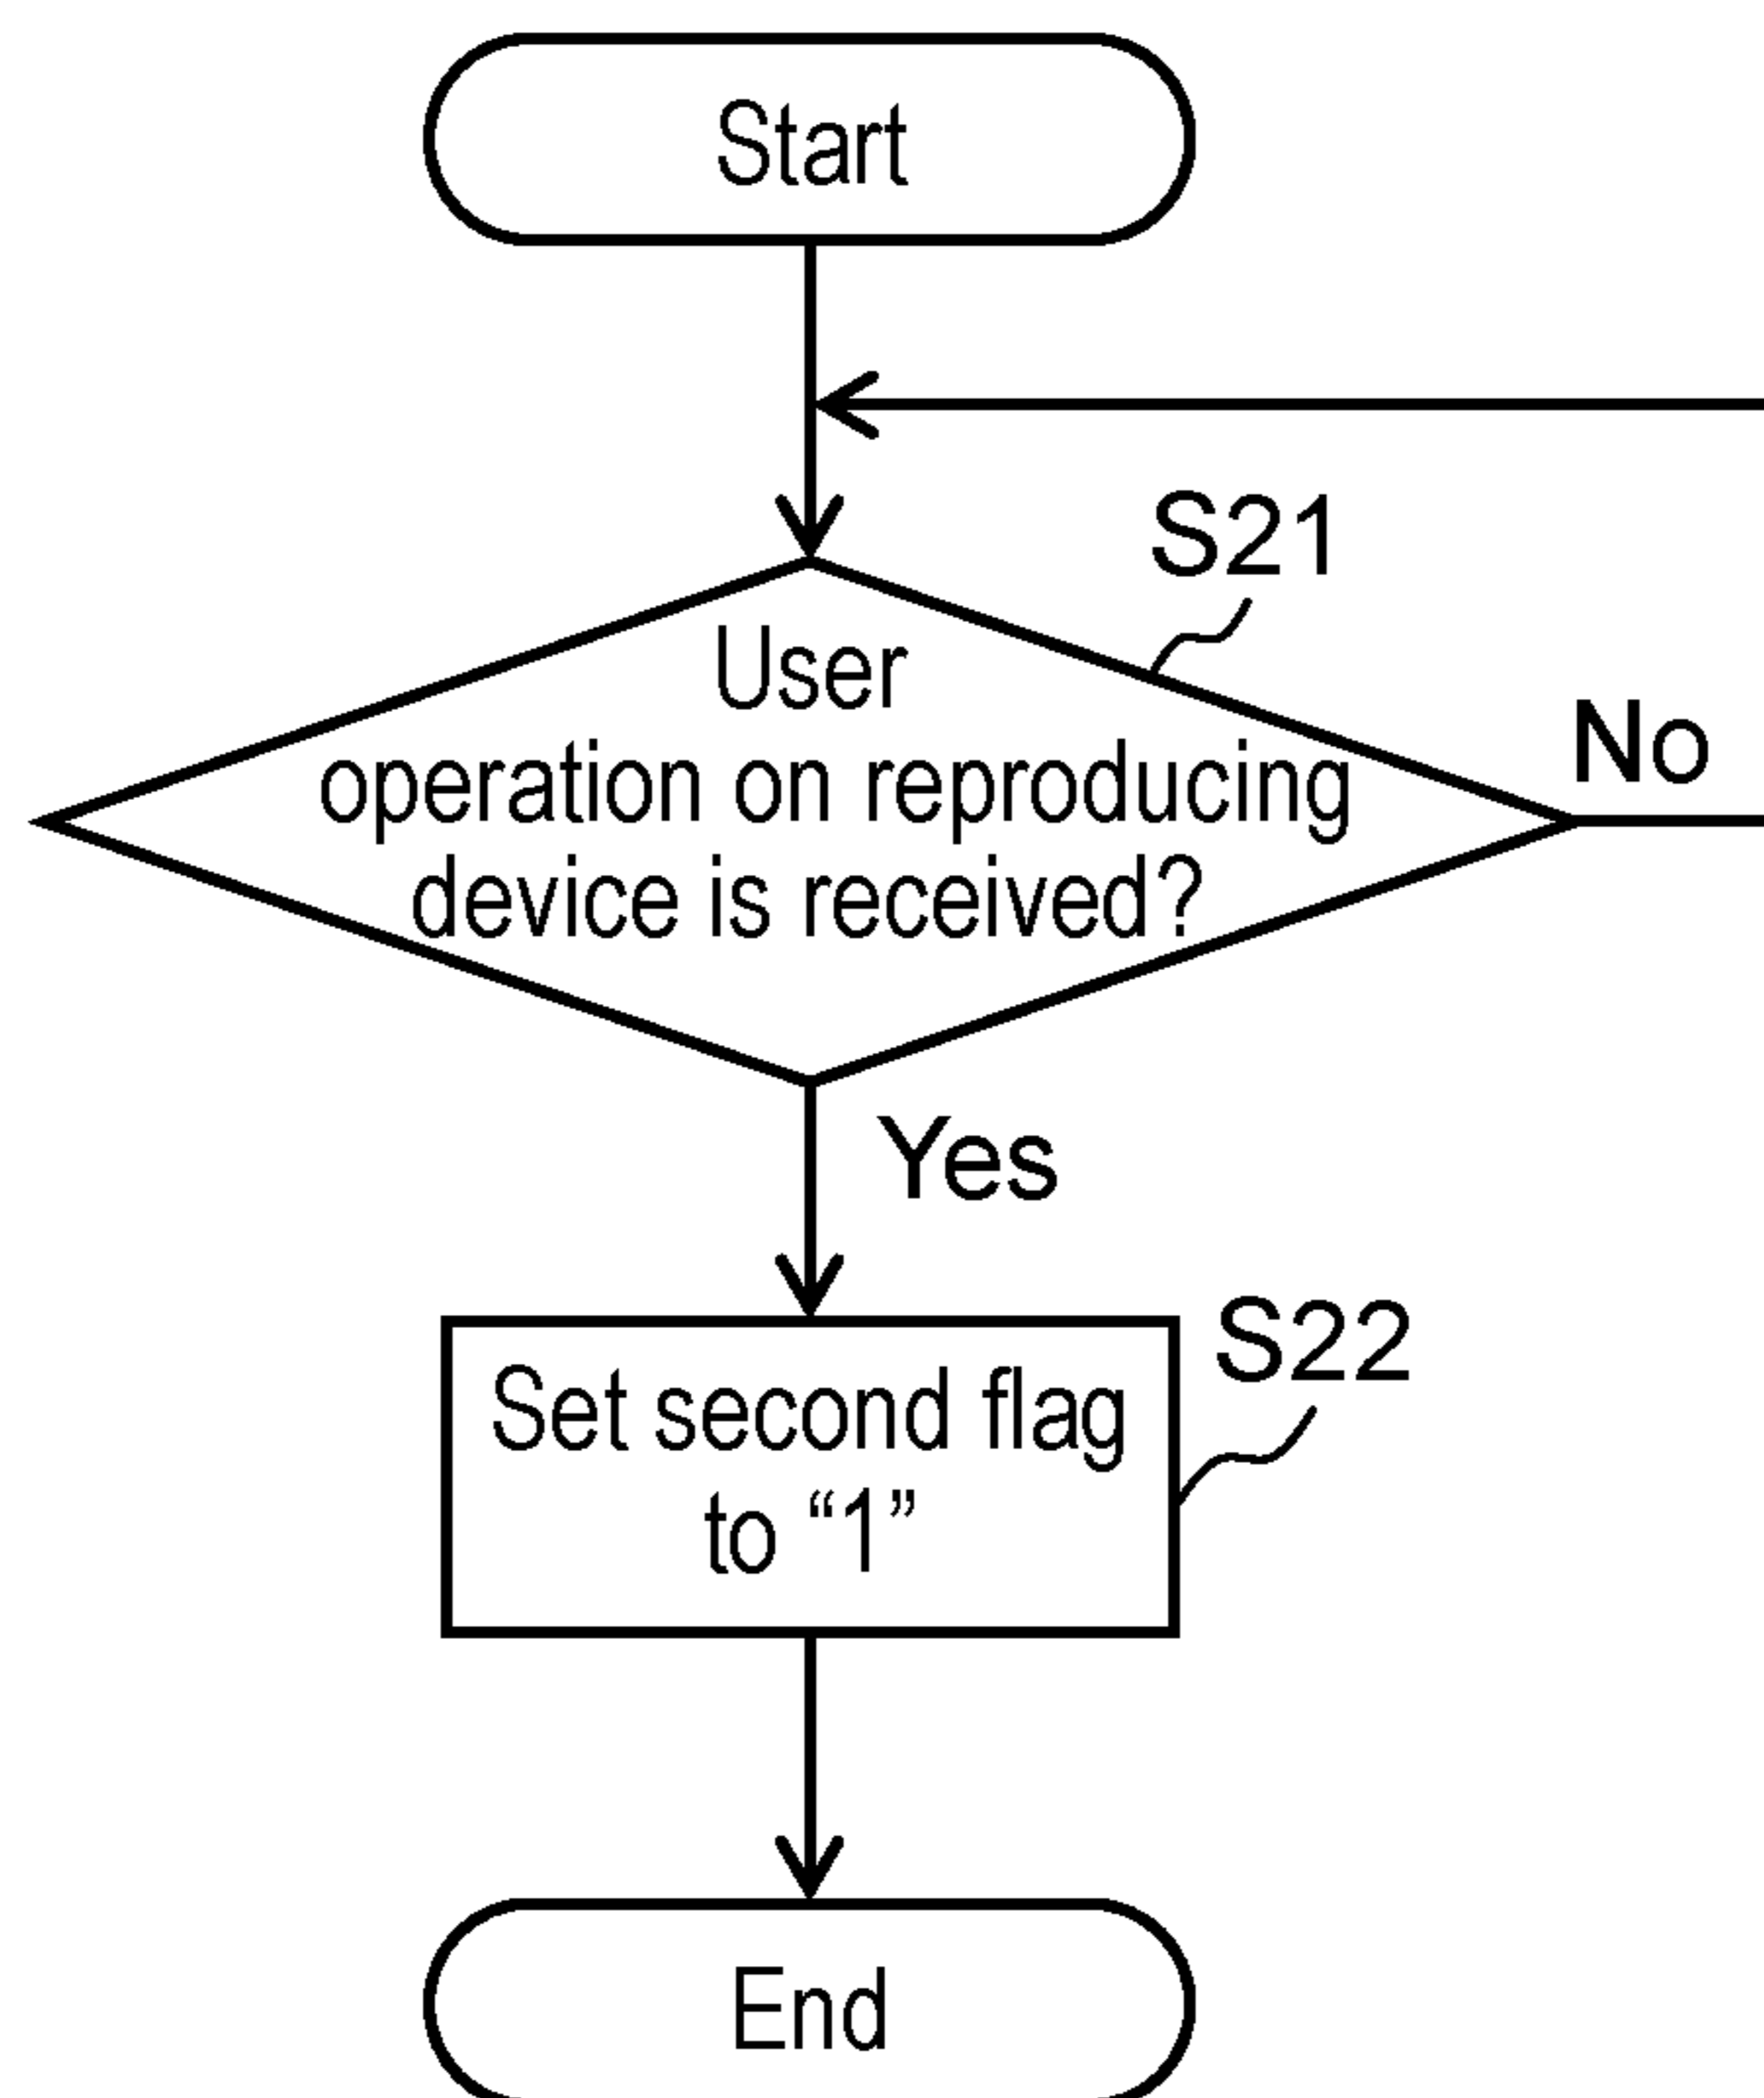 Start
S21
User
operation on reproducing
device is received?
No
Yes
S22
Set second flag
to “1”
End